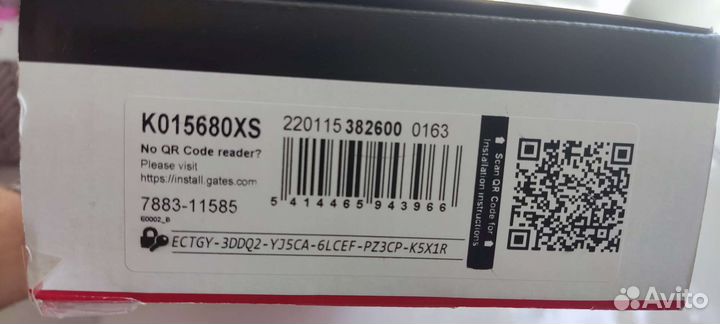 K015680XS
220115 382600 0163
No QR Code reader?
Please visit
https://install.gates.com
7883-11585
5 414465 943966
E0002_B
ECTGY-3DDQ2-YJ5CA-6LCEF-PZ3CP-K5X1R
Scan QR Code for
installation instructions
Avito